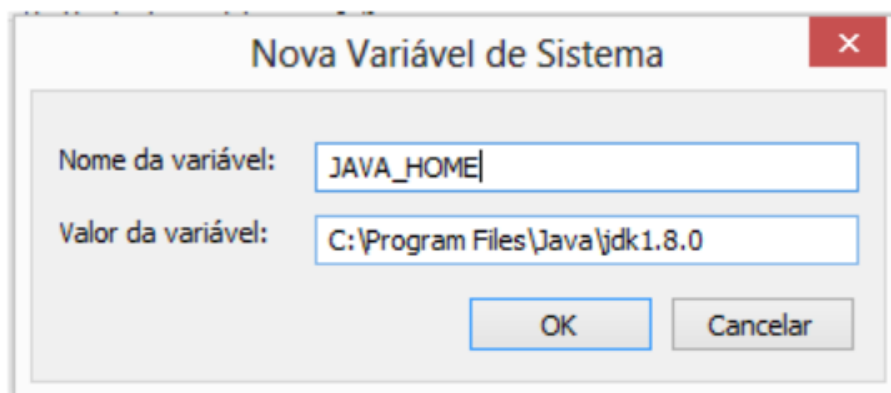 Nova Variável de Sistema
Nome da variável: JAVA_HOME
Valor da variável: C:\Program Files\Java\jdk1.8.0
OK Cancelar